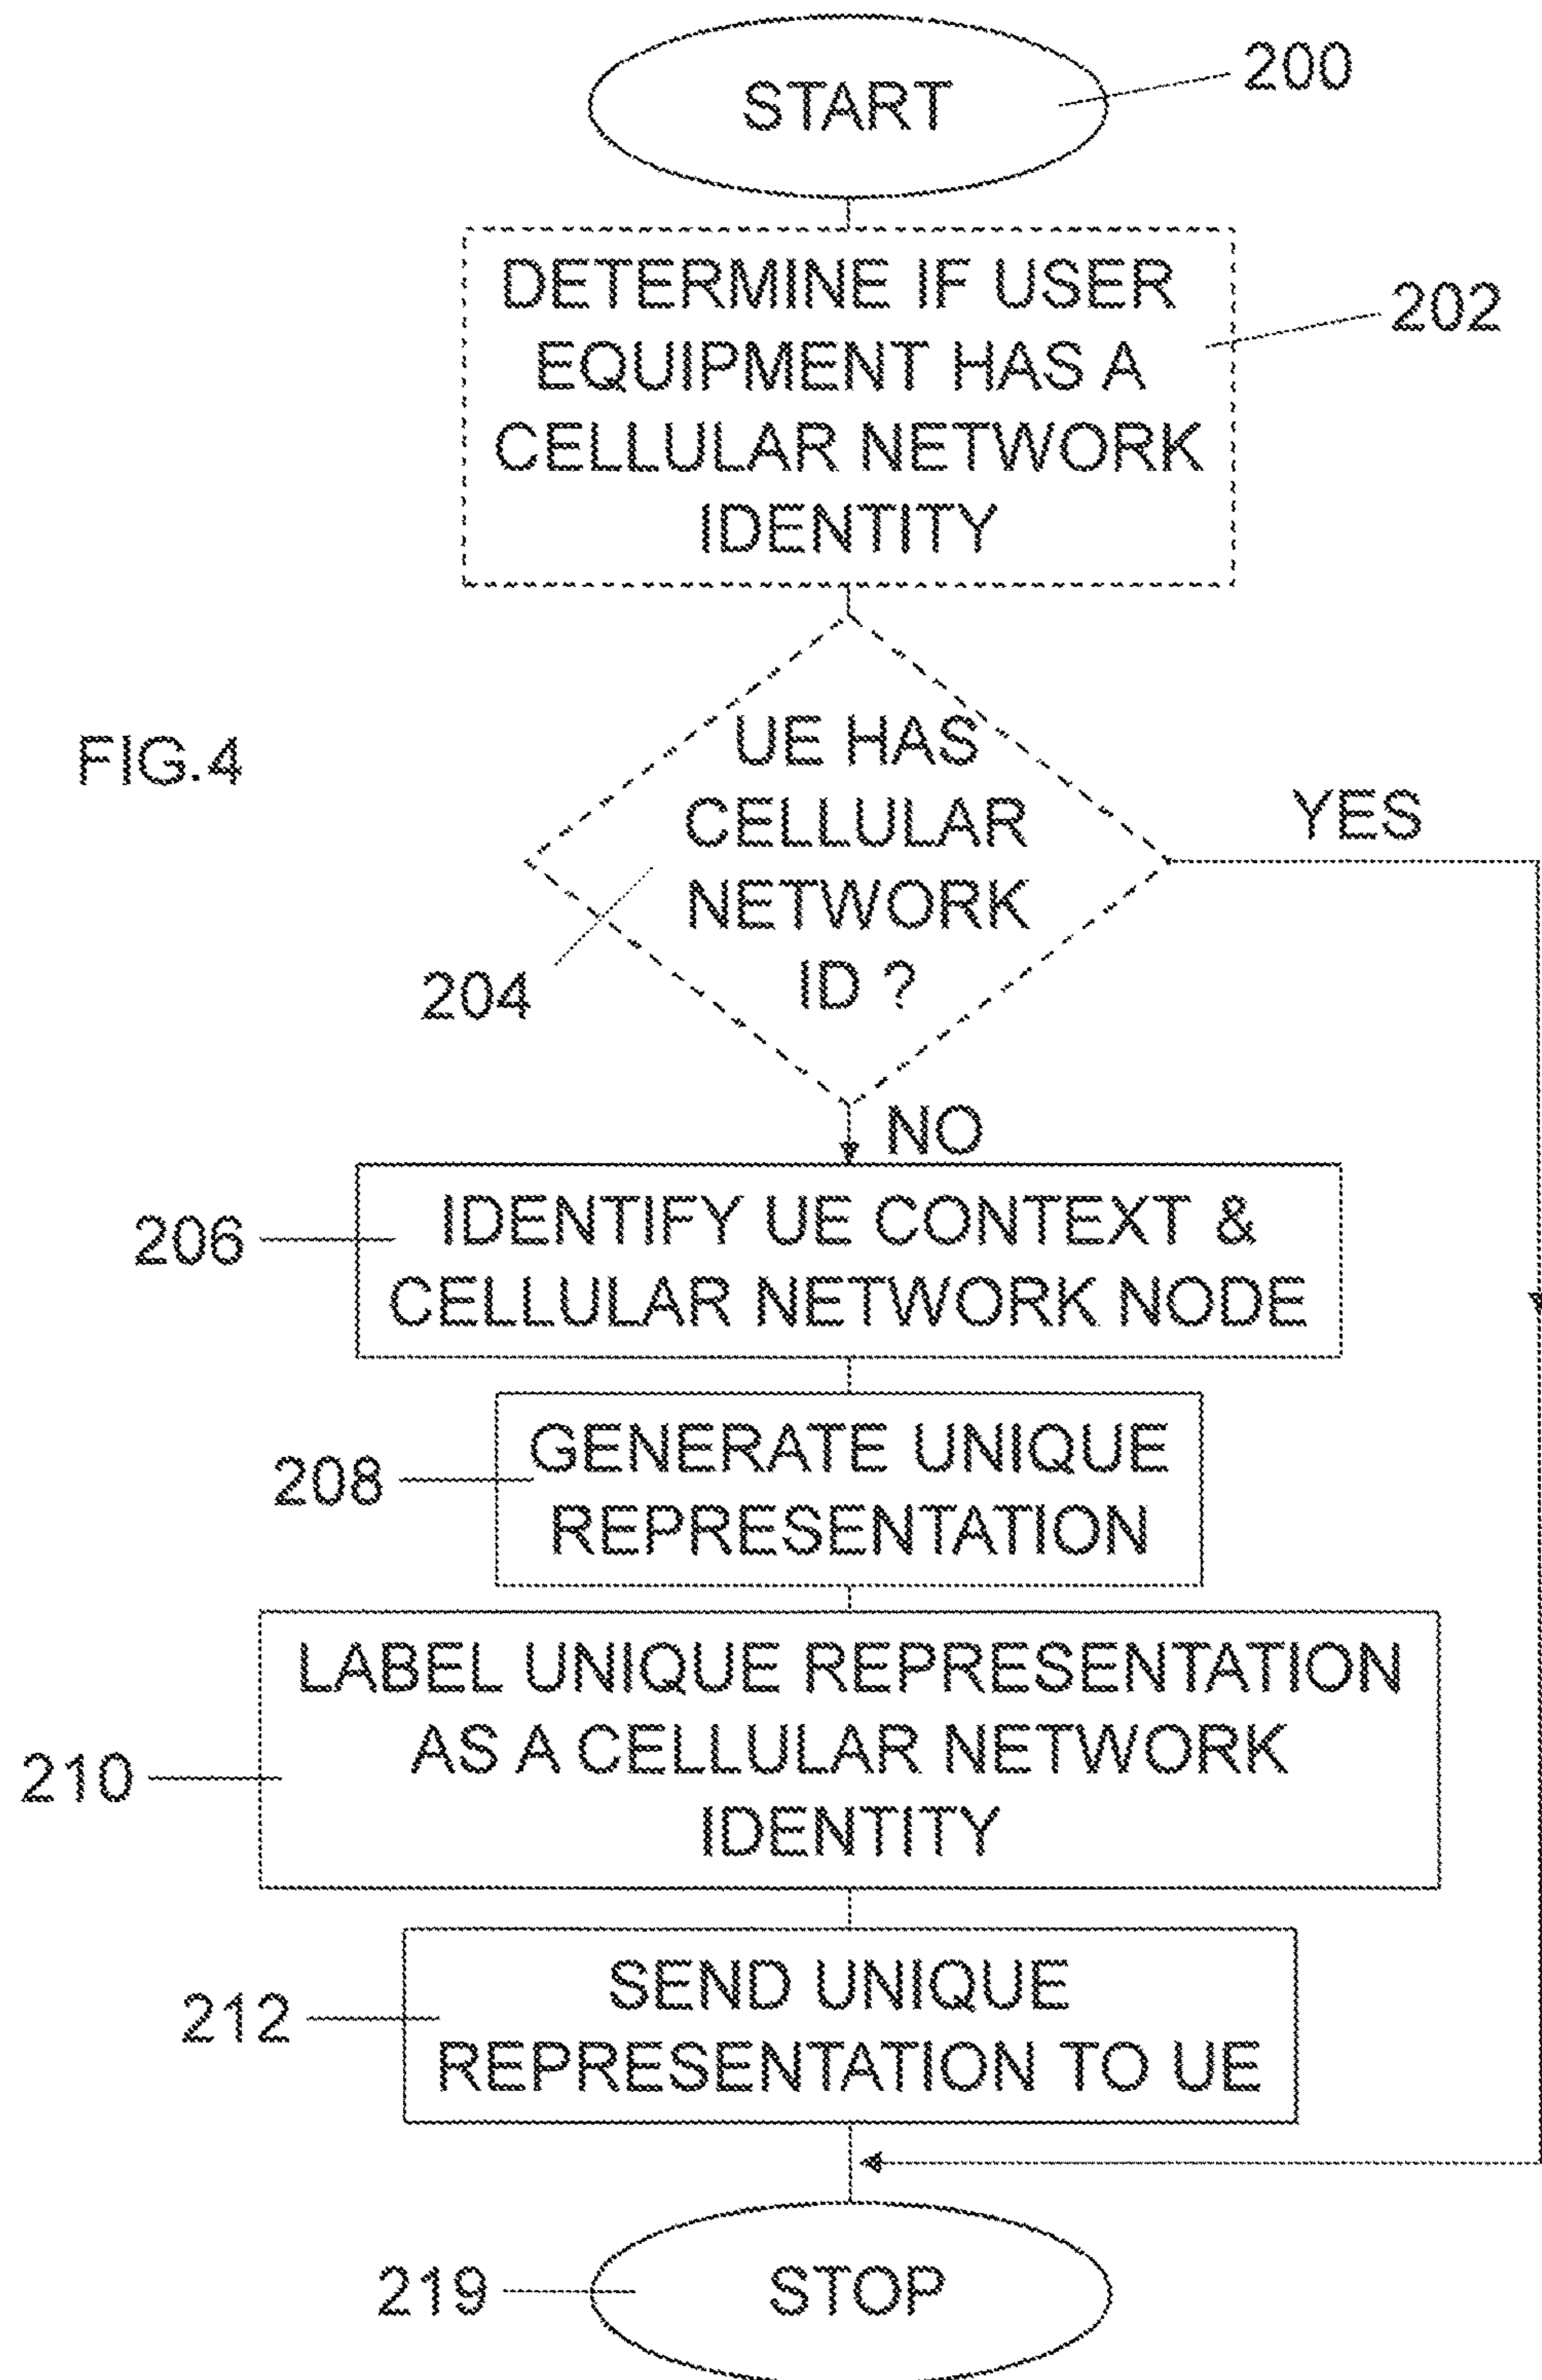 START
200
DETERMINE IF USER
EQUIPMENT HAS A
CELLULAR NETWORK
IDENTITY
202
FIG.4
UE HAS
CELLULAR
NETWORK
ID ?
YES
204
NO
206
IDENTIFY UE CONTEXT &
CELLULAR NETWORK NODE
208
GENERATE UNIQUE
REPRESENTATION
210
LABEL UNIQUE REPRESENTATION
AS A CELLULAR NETWORK
IDENTITY
212
SEND UNIQUE
REPRESENTATION TO UE
219
STOP